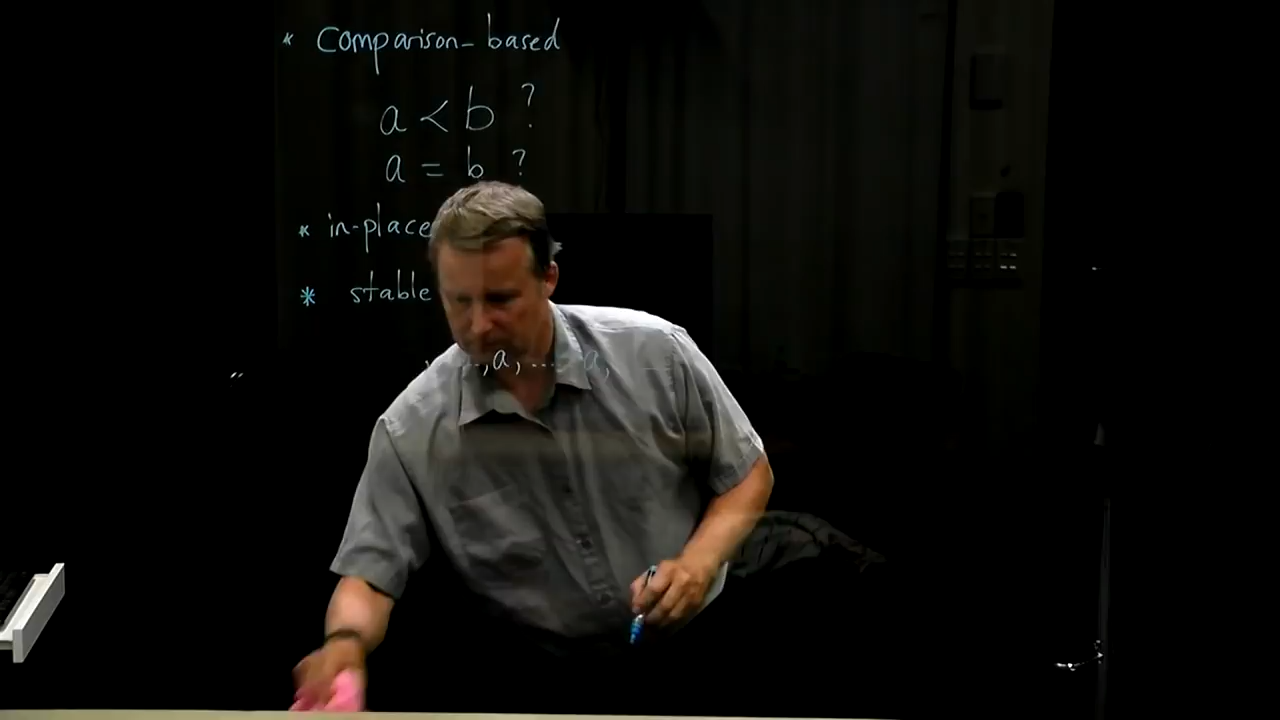 * Comparison-based
a < b ?
a = b ?
* in-place
* stable
..., a, ... a, ...